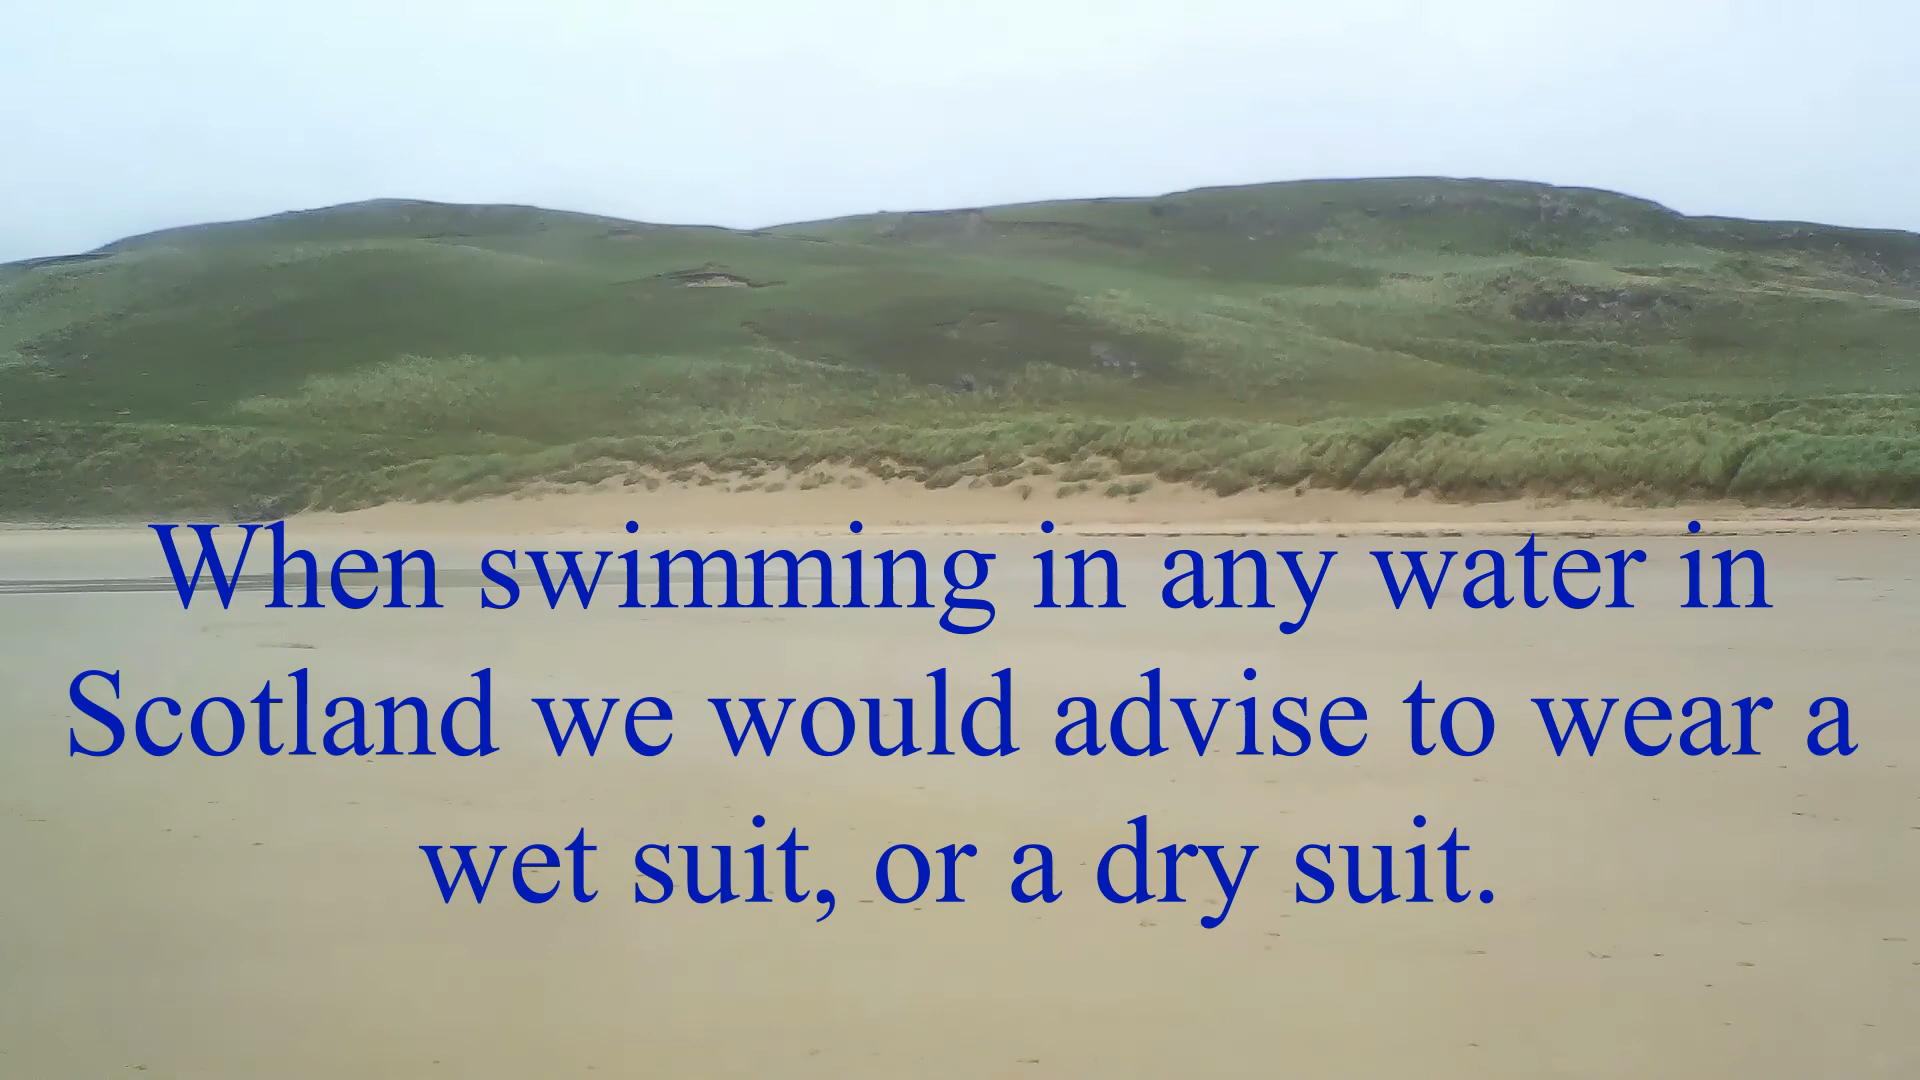 When swimming in any water in
Scotland we would advise to wear a
wet suit, or a dry suit.